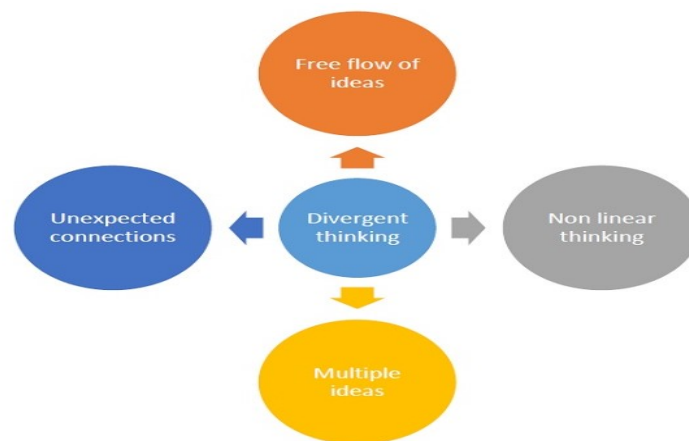 Free flow of
ideas
Unexpected
connections
Divergent
thinking
Non linear
thinking
Multiple
ideas